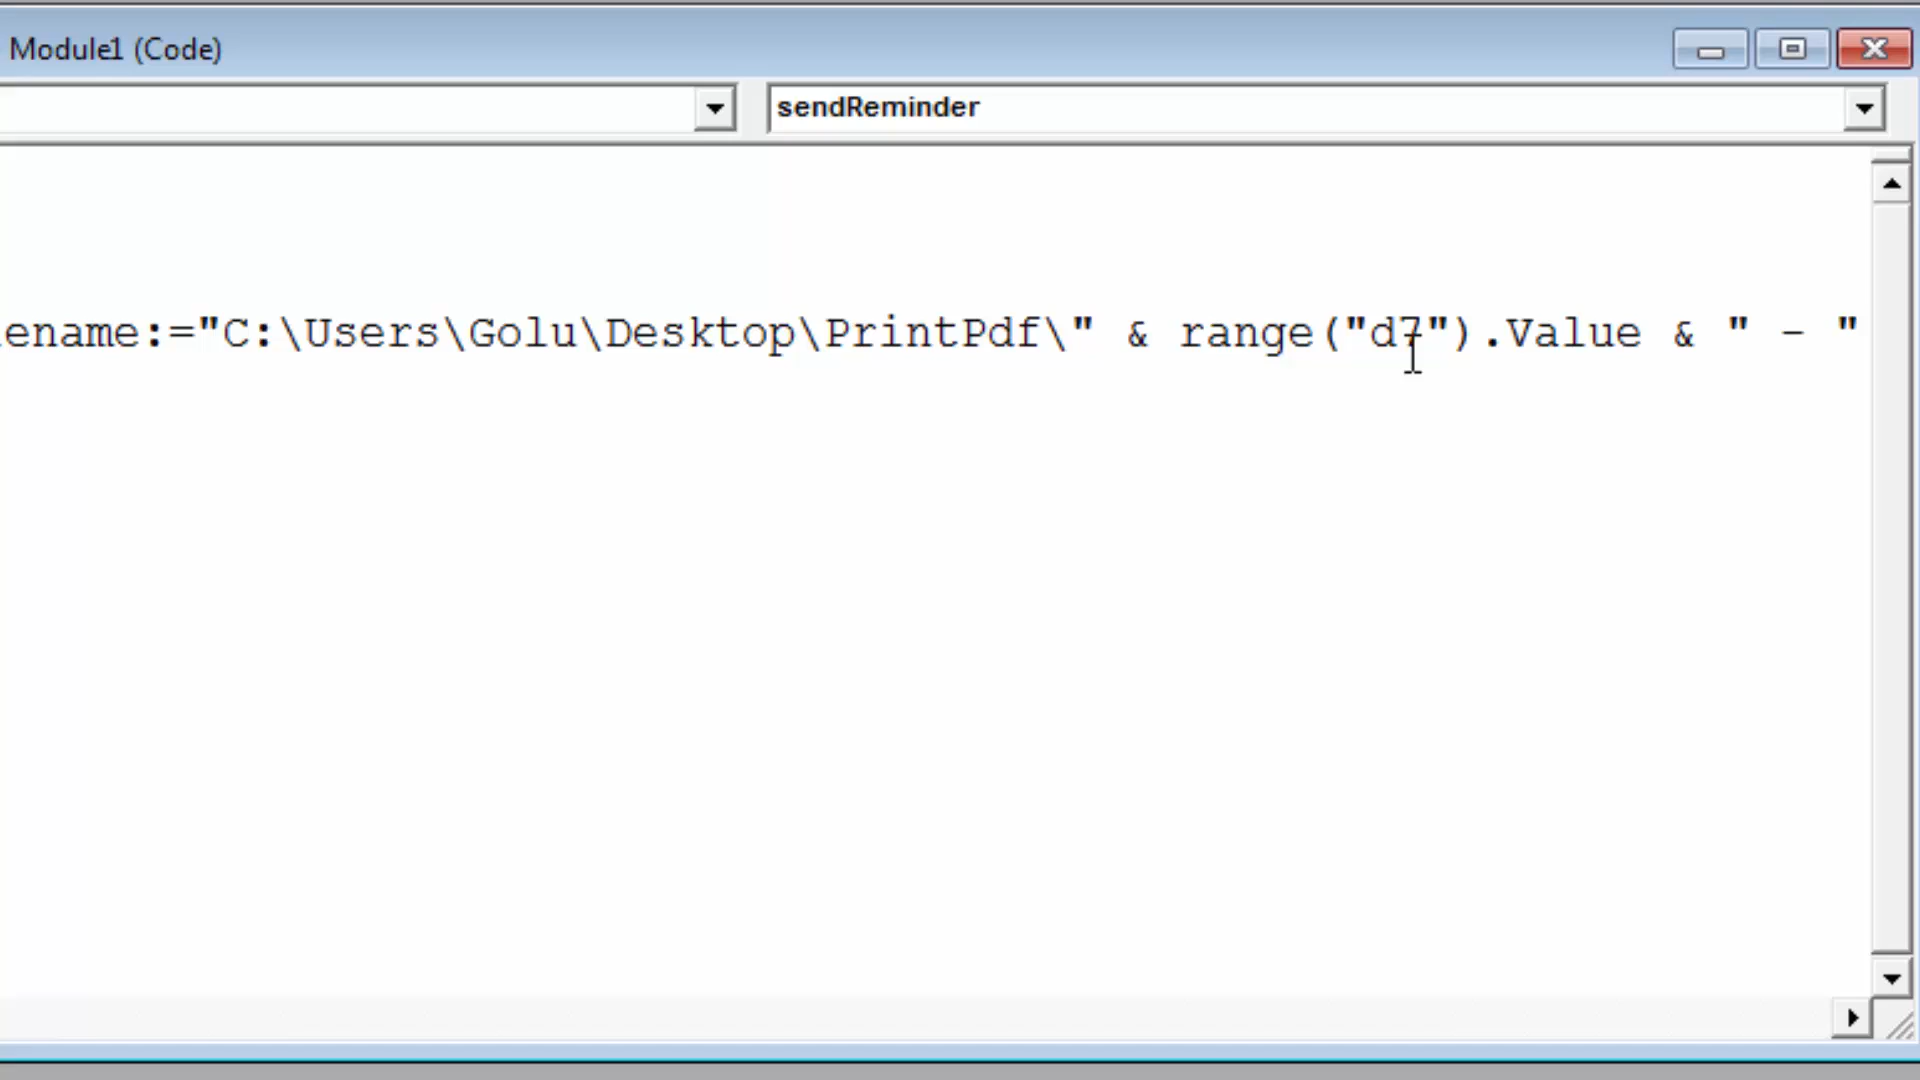 Module1 (Code)
sendReminder
ename:="C:\Users\Golu\Desktop\PrintPdf\" & range("d7").Value & " - "